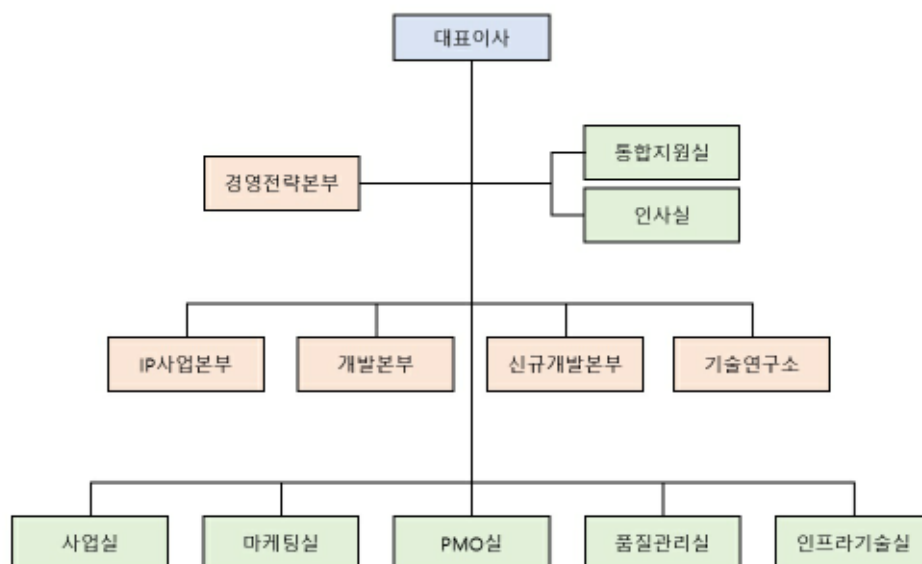 대표이사
통합지원실
경영전략본부
인사실
IP사업본부
개발본부
신규개발본부
기술연구소
사업실
마케팅실
PMO실
품질관리실
인프라기술실